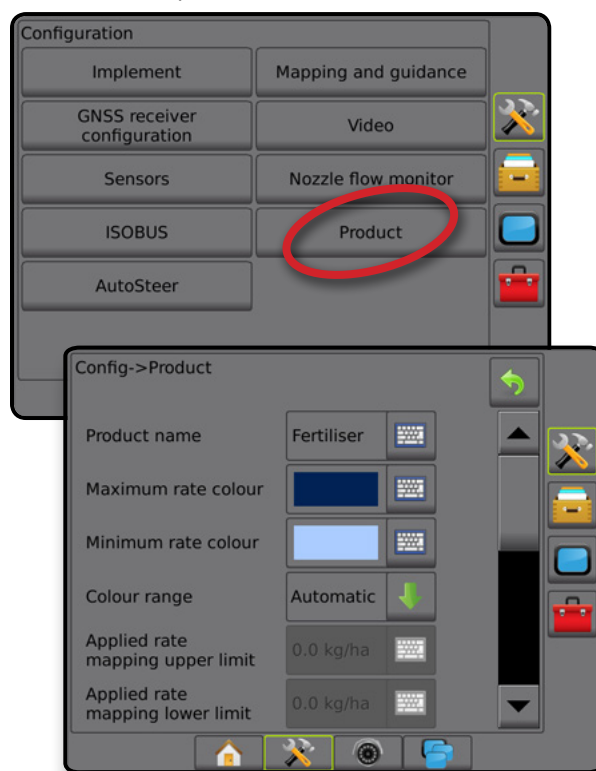 Configuration
Implement
Mapping and guidance
GNSS receiver
configuration
Video
Sensors
Nozzle flow monitor
ISOBUS
Product
AutoSteer
Config->Product
Product name
Fertiliser
Maximum rate colour
Minimum rate colour
Colour range
Automatic
Applied rate
mapping upper limit
0.0 kg/ha
Applied rate
mapping lower limit
0.0 kg/ha